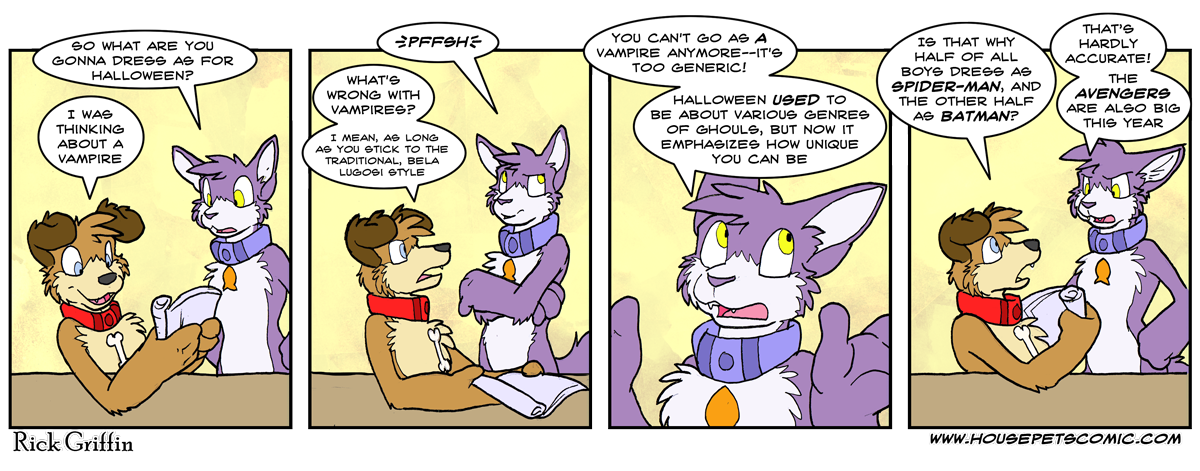 SO WHAT ARE YOU
GONNA DRESS AS FOR
HALLOWEEN?
I WAS
THINKING
ABOUT A
VAMPIRE
PFFSH
WHAT'S
WRONG WITH
VAMPIRES?
I MEAN, AS LONG
AS YOU STICK TO THE
TRADITIONAL, BELA
LUGOSI STYLE
YOU CAN'T GO AS A
VAMPIRE ANYMORE--IT'S
TOO GENERIC!
HALLOWEEN USED TO
BE ABOUT VARIOUS GENRES
OF GHOULS, BUT NOW IT
EMPHASIZES HOW UNIQUE
YOU CAN BE
IS THAT WHY
HALF OF ALL
BOYS DRESS AS
SPIDER-MAN, AND
THE OTHER HALF
AS BATMAN?
THAT'S
HARDLY
ACCURATE!
THE
AVENGERS
ARE ALSO BIG
THIS YEAR
Rick Griffin
WWW.HOUSEPETSCOMIC.COM